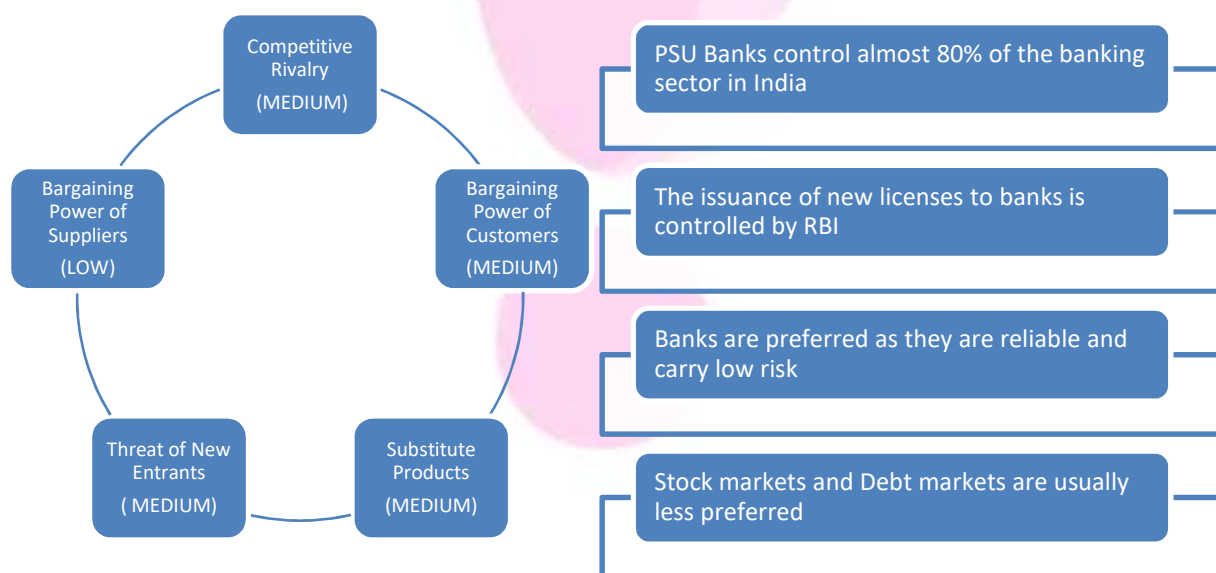 Competitive
Rivalry
(MEDIUM)
Bargaining
Power of
Suppliers
(LOW)
Bargaining
Power of
Customers
(MEDIUM)
Threat of New
Entrants
( MEDIUM)
Substitute
Products
(MEDIUM)
PSU Banks control almost 80% of the banking
sector in India
The issuance of new licenses to banks is
controlled by RBI
Banks are preferred as they are reliable and
carry low risk
Stock markets and Debt markets are usually
less preferred